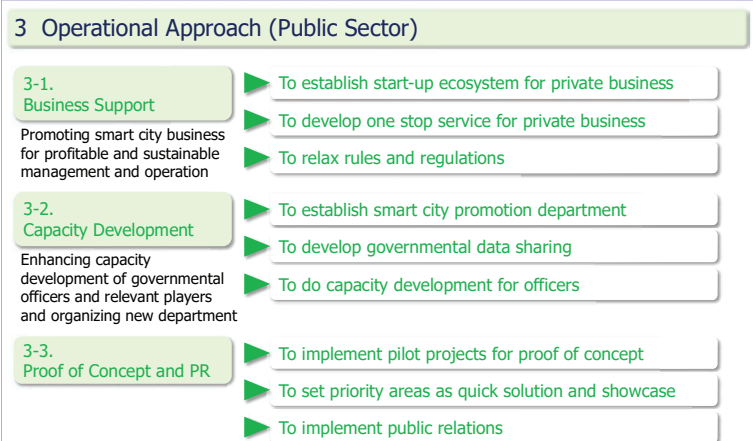 3 Operational Approach (Public Sector)
3-1.
Business Support
Promoting smart city business
for profitable and sustainable
management and operation
To establish start-up ecosystem for private business
To develop one stop service for private business
To relax rules and regulations
3-2.
Capacity Development
Enhancing capacity
development of governmental
officers and relevant players
and organizing new department
To establish smart city promotion department
To develop governmental data sharing
To do capacity development for officers
3-3.
Proof of Concept and PR
To implement pilot projects for proof of concept
To set priority areas as quick solution and showcase
To implement public relations